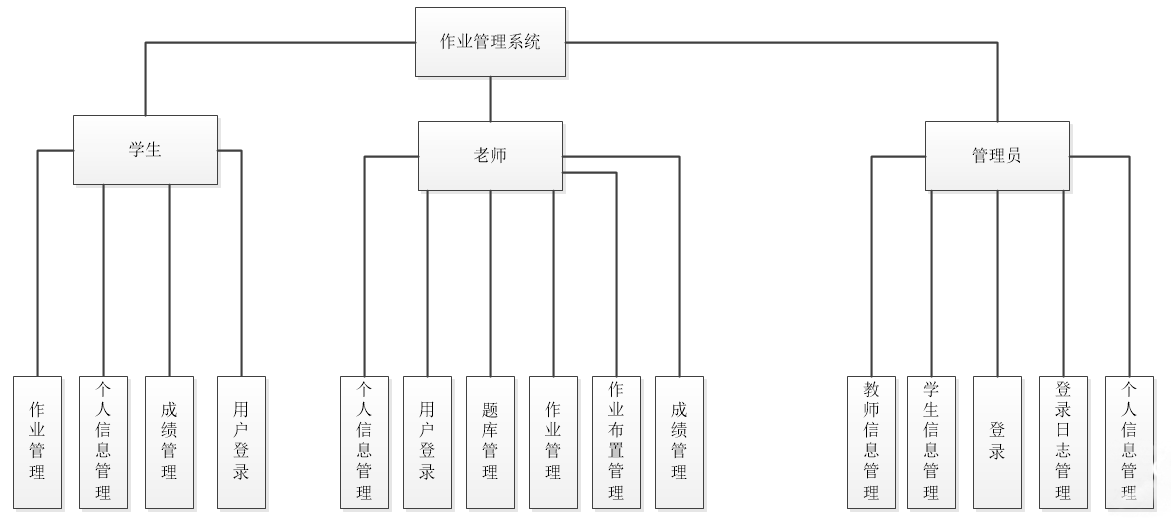 作业管理系统
学生
老师
管理员
作业管理
个人信息管理
成绩管理
用户登录
个人信息管理
用户登录
题库管理
作业管理
作业布置管理
成绩管理
教师信息管理
学生信息管理
登录
登录日志管理
个人信息管理